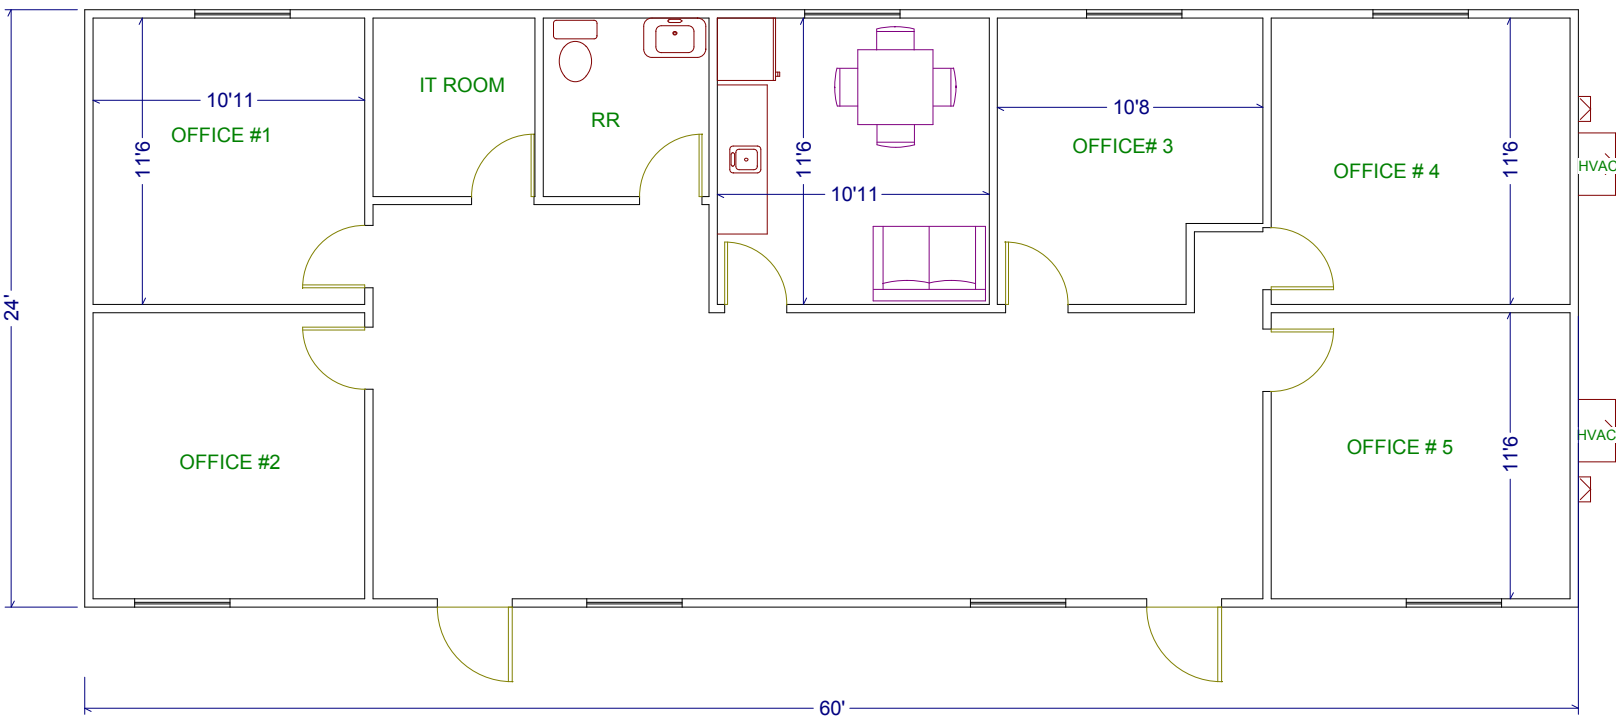 10'11
OFFICE #1
11'6
IT ROOM
RR
11'6
10'11
10'8
OFFICE# 3
OFFICE # 4
11'6
HVAC
24'
OFFICE #2
OFFICE # 5
11'6
HVAC
60'